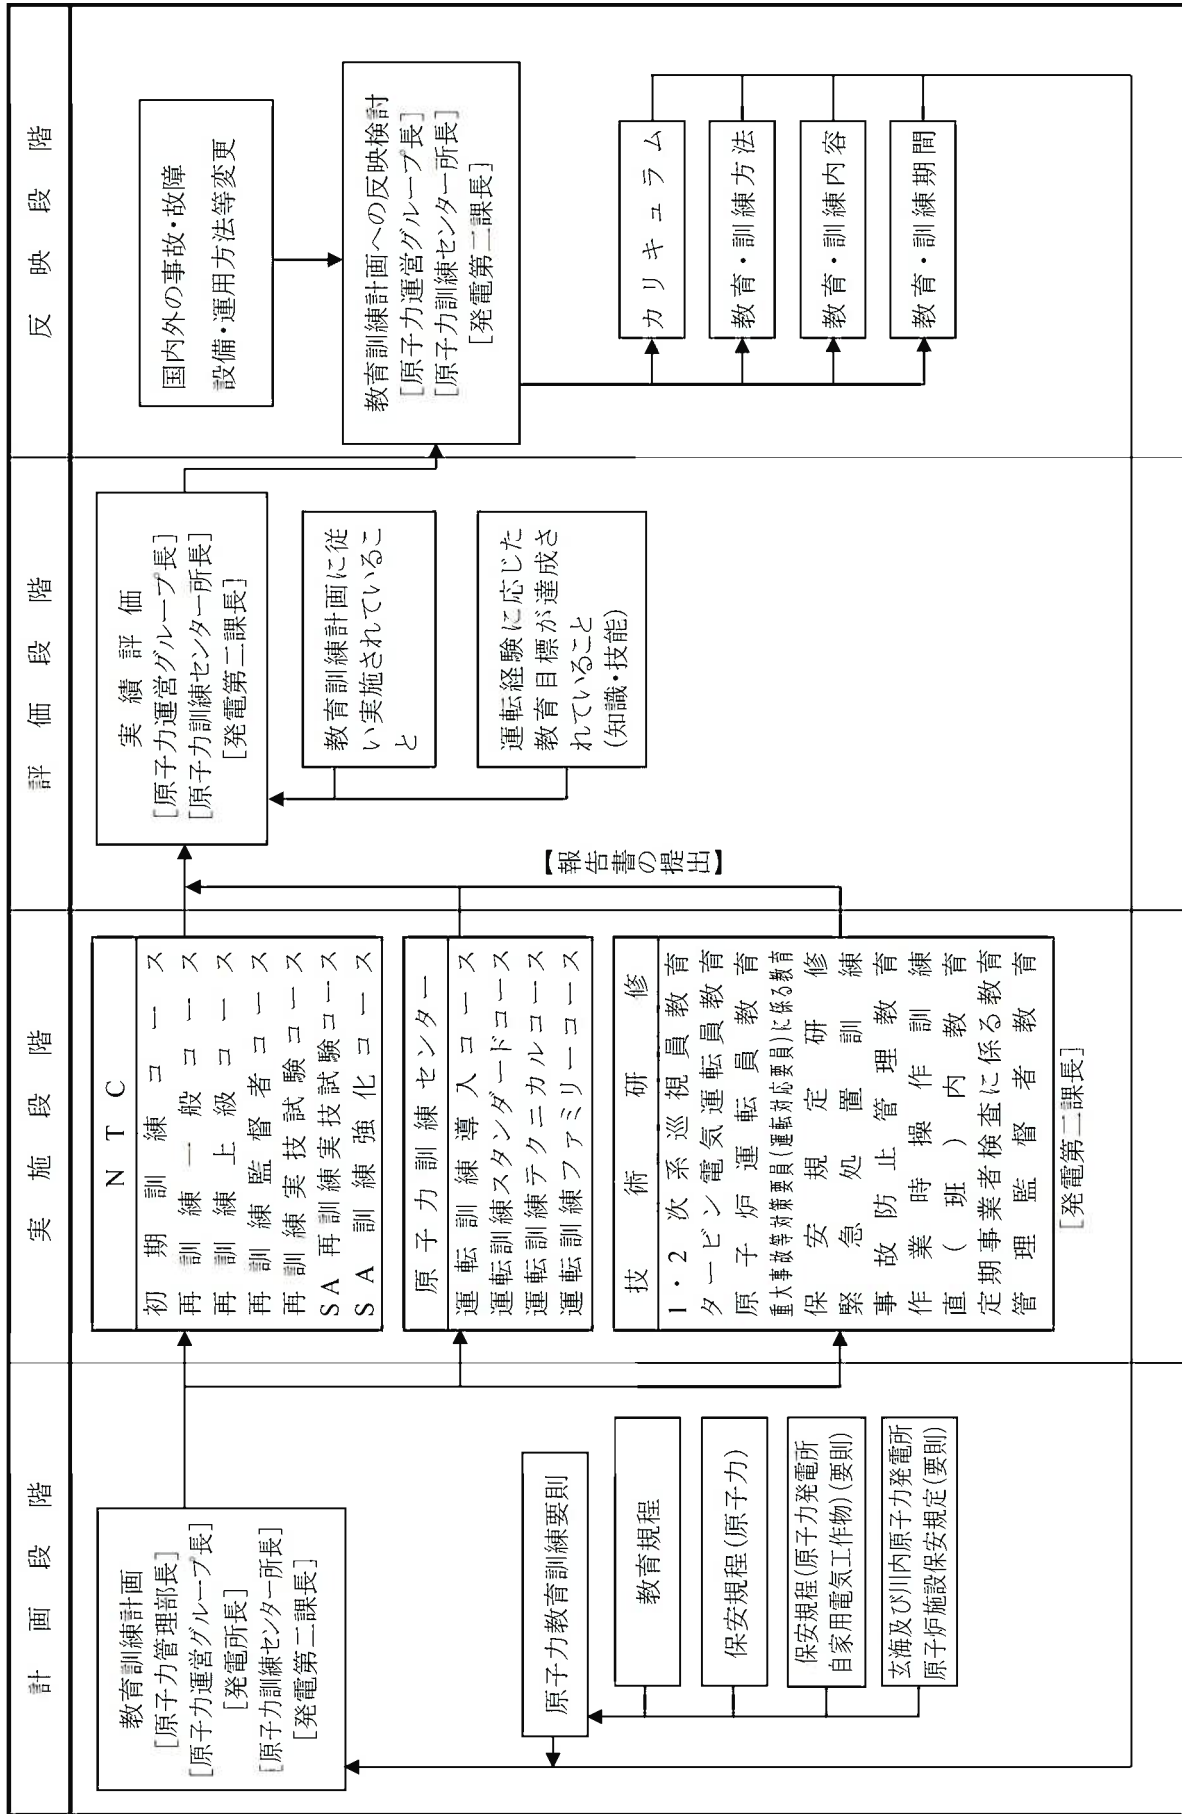 計画段階
教育訓練計画
[原子力管理部長]
[原子力運営グループ長]
[発電所長]
[原子力訓練センター所長]
[発電第二課長]
原子力教育訓練要則
教育規程
保安規程(原子力)
保安規程(原子力発電所
自家用電気工作物)(要則)
玄海及び川内原子力発電所
原子炉施設保安規定(要則)
実施段階
NTC
初期訓練コース
再訓練一般コース
再訓練上級コース
再訓練監督者コース
再訓練実技試験コース
SA再訓練実技試験コース
SA訓練強化コース
原子力訓練センター
運転訓練導入コース
運転訓練スタンダードコース
運転訓練テクニカルコース
運転訓練ファミリーコース
技術研修
1・2次系巡視員教育
タービン電気運転員教育
原子炉運転員教育
重大事故等対策要員(運転対応要員)に係る教育
保安規定研修
緊急処置訓練
事故防止管理教育
作業時操作訓練
直(班)内教育
定期事業者検査に係る教育
管理監督者教育
[発電第二課長]
【報告書の提出】
評価段階
実績評価
[原子力運営グループ長]
[原子力訓練センター所長]
[発電第二課長]
教育訓練計画に従
い実施されているこ
と
運転経験に応じた
教育目標が達成さ
れていること
(知識・技能)
反映段階
国内外の事故・故障
設備・運用方法等変更
教育訓練計画への反映検討
[原子力運営グループ長]
[原子力訓練センター所長]
[発電第二課長]
カリキュラム
教育・訓練方法
教育・訓練内容
教育・訓練期間